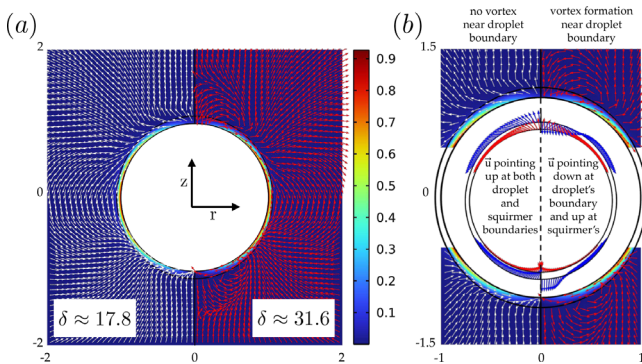 (a)
2
0
-2
-2
0
2
z
r
δ ≈ 17.8
δ ≈ 31.6
0.9
0.8
0.7
0.6
0.5
0.4
0.3
0.2
0.1
(b)
no vortex
near droplet
boundary
vortex formation
near droplet
boundary
1.5
0
-1.5
-1
0
1
u⃗ pointing
up at both
droplet
and
squirmer
boundaries
u⃗ pointing
down at
droplet's
boundary
and up at
squirmer's